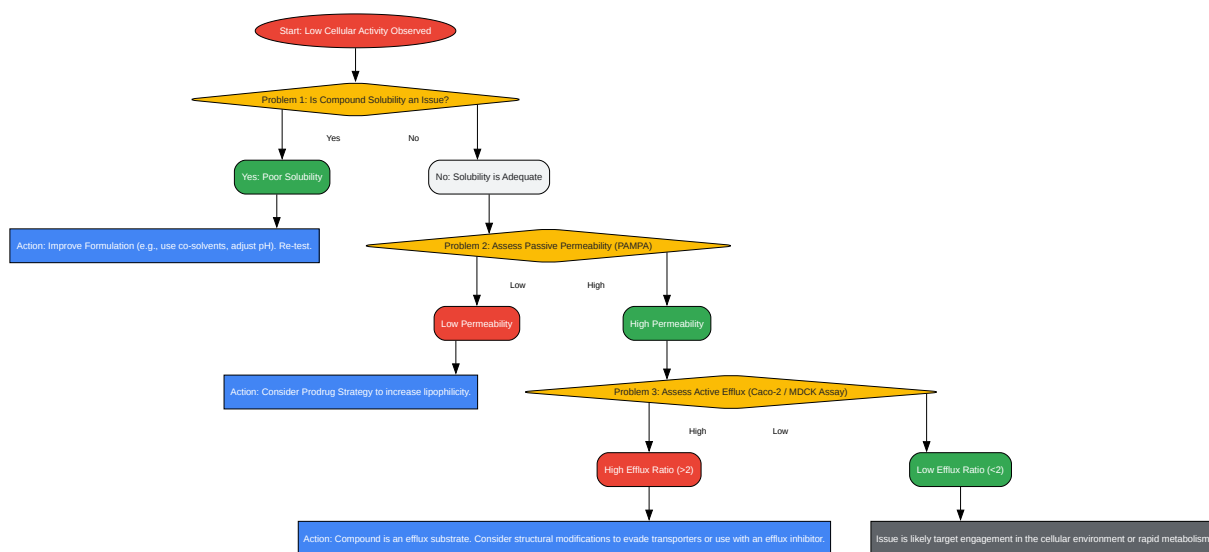 Start: Low Cellular Activity Observed
Problem 1: Is Compound Solubility an Issue?
Yes
No
Yes: Poor Solubility
No: Solubility is Adequate
Action: Improve Formulation (e.g., use co-solvents, adjust pH). Re-test.
Problem 2: Assess Passive Permeability (PAMPA)
Low
High
Low Permeability
High Permeability
Action: Consider Prodrug Strategy to increase lipophilicity.
Problem 3: Assess Active Efflux (Caco-2 / MDCK Assay)
High
Low
High Efflux Ratio (>2)
Low Efflux Ratio (<2)
Action: Compound is an efflux substrate. Consider structural modifications to evade transporters or use with an efflux inhibitor.
Issue is likely target engagement in the cellular environment or rapid metabolism